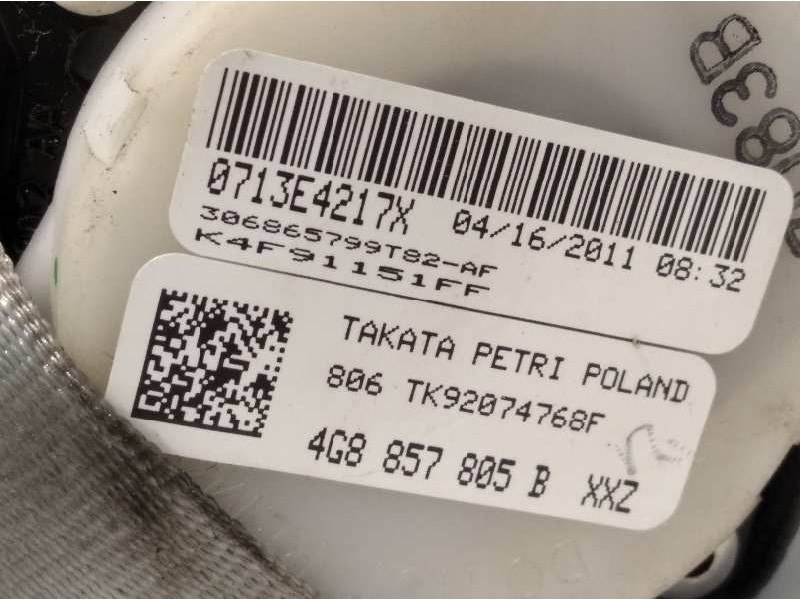 0713E4217X 04/16/2011 08:32
306865799T82-AF
K4F91151FF
TAKATA PETRI POLAND
806 TK92074768F
4G8 857 805 B XXZ